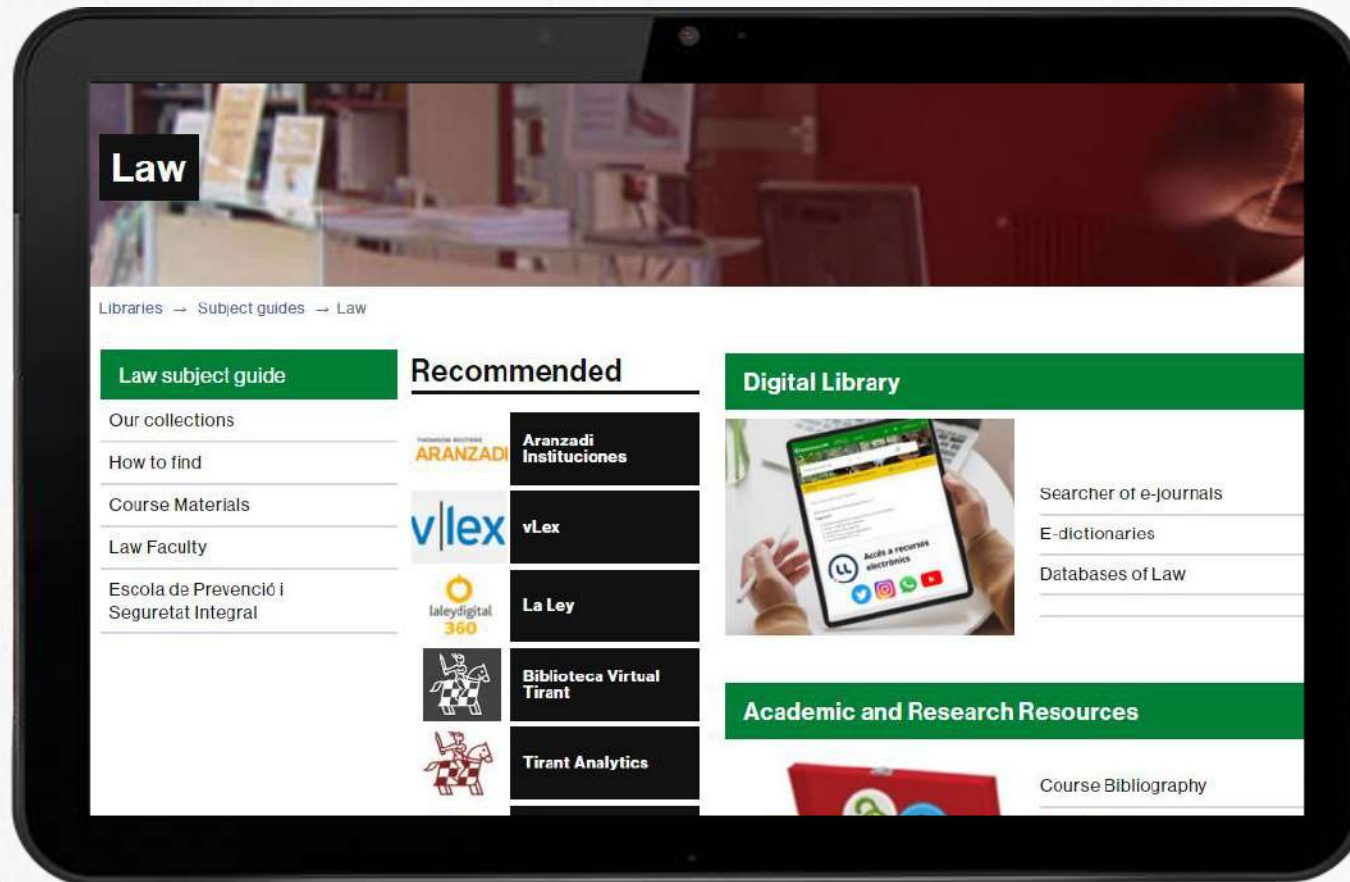 Law
Libraries → Subject guides → Law
Law subject guide
Our collections
How to find
Course Materials
Law Faculty
Escola de Prevenció i
Seguretat Integral
Recommended
THOMSON REUTERS
ARANZADI
Aranzadi
Instituciones
v|lex
vLex
laleydigital
360
La Ley
Biblioteca Virtual
Tirant
Tirant Analytics
Digital Library
Accés a recursos
electrònics
Searcher of e-journals
E-dictionaries
Databases of Law
Academic and Research Resources
Course Bibliography